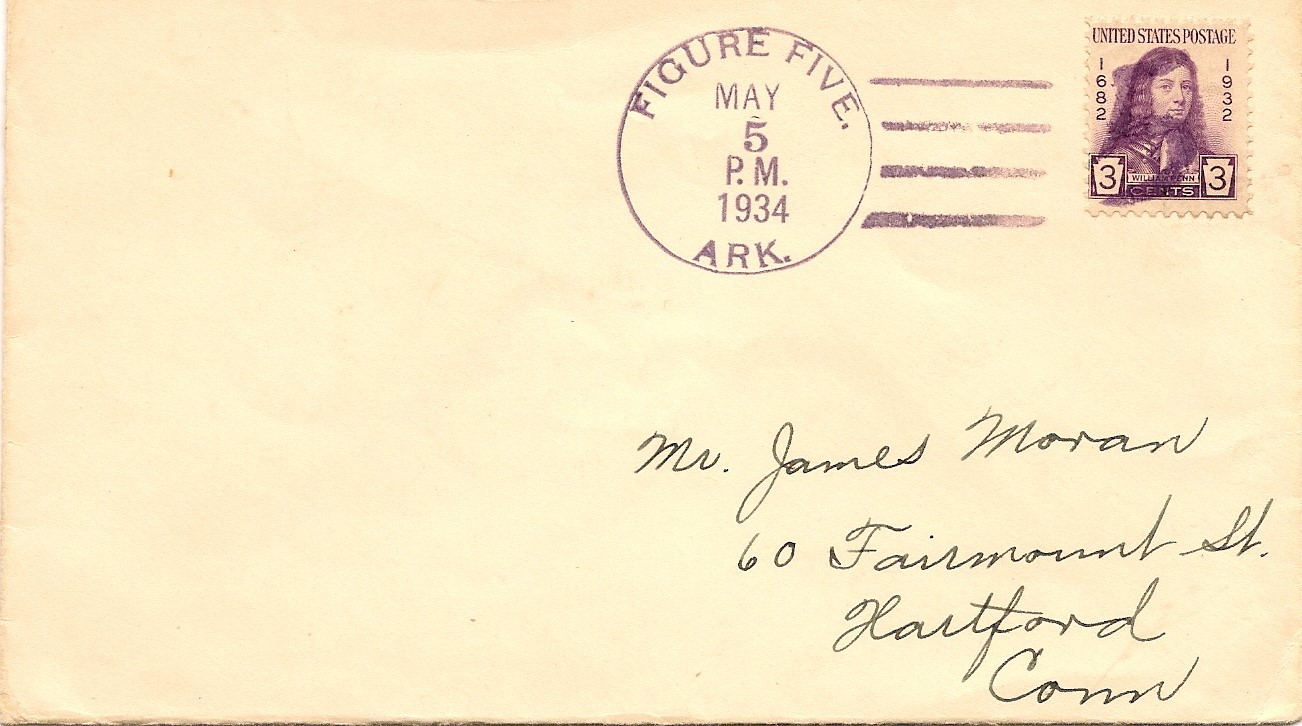 FIGURE FIVE.
MAY
5
P.M.
1934
ARK.
UNITED STATES POSTAGE
1682
1932
3
3
WILLIAM PENN
CENTS
Mr. James Moran
60 Fairmount St.
Hartford
Conn